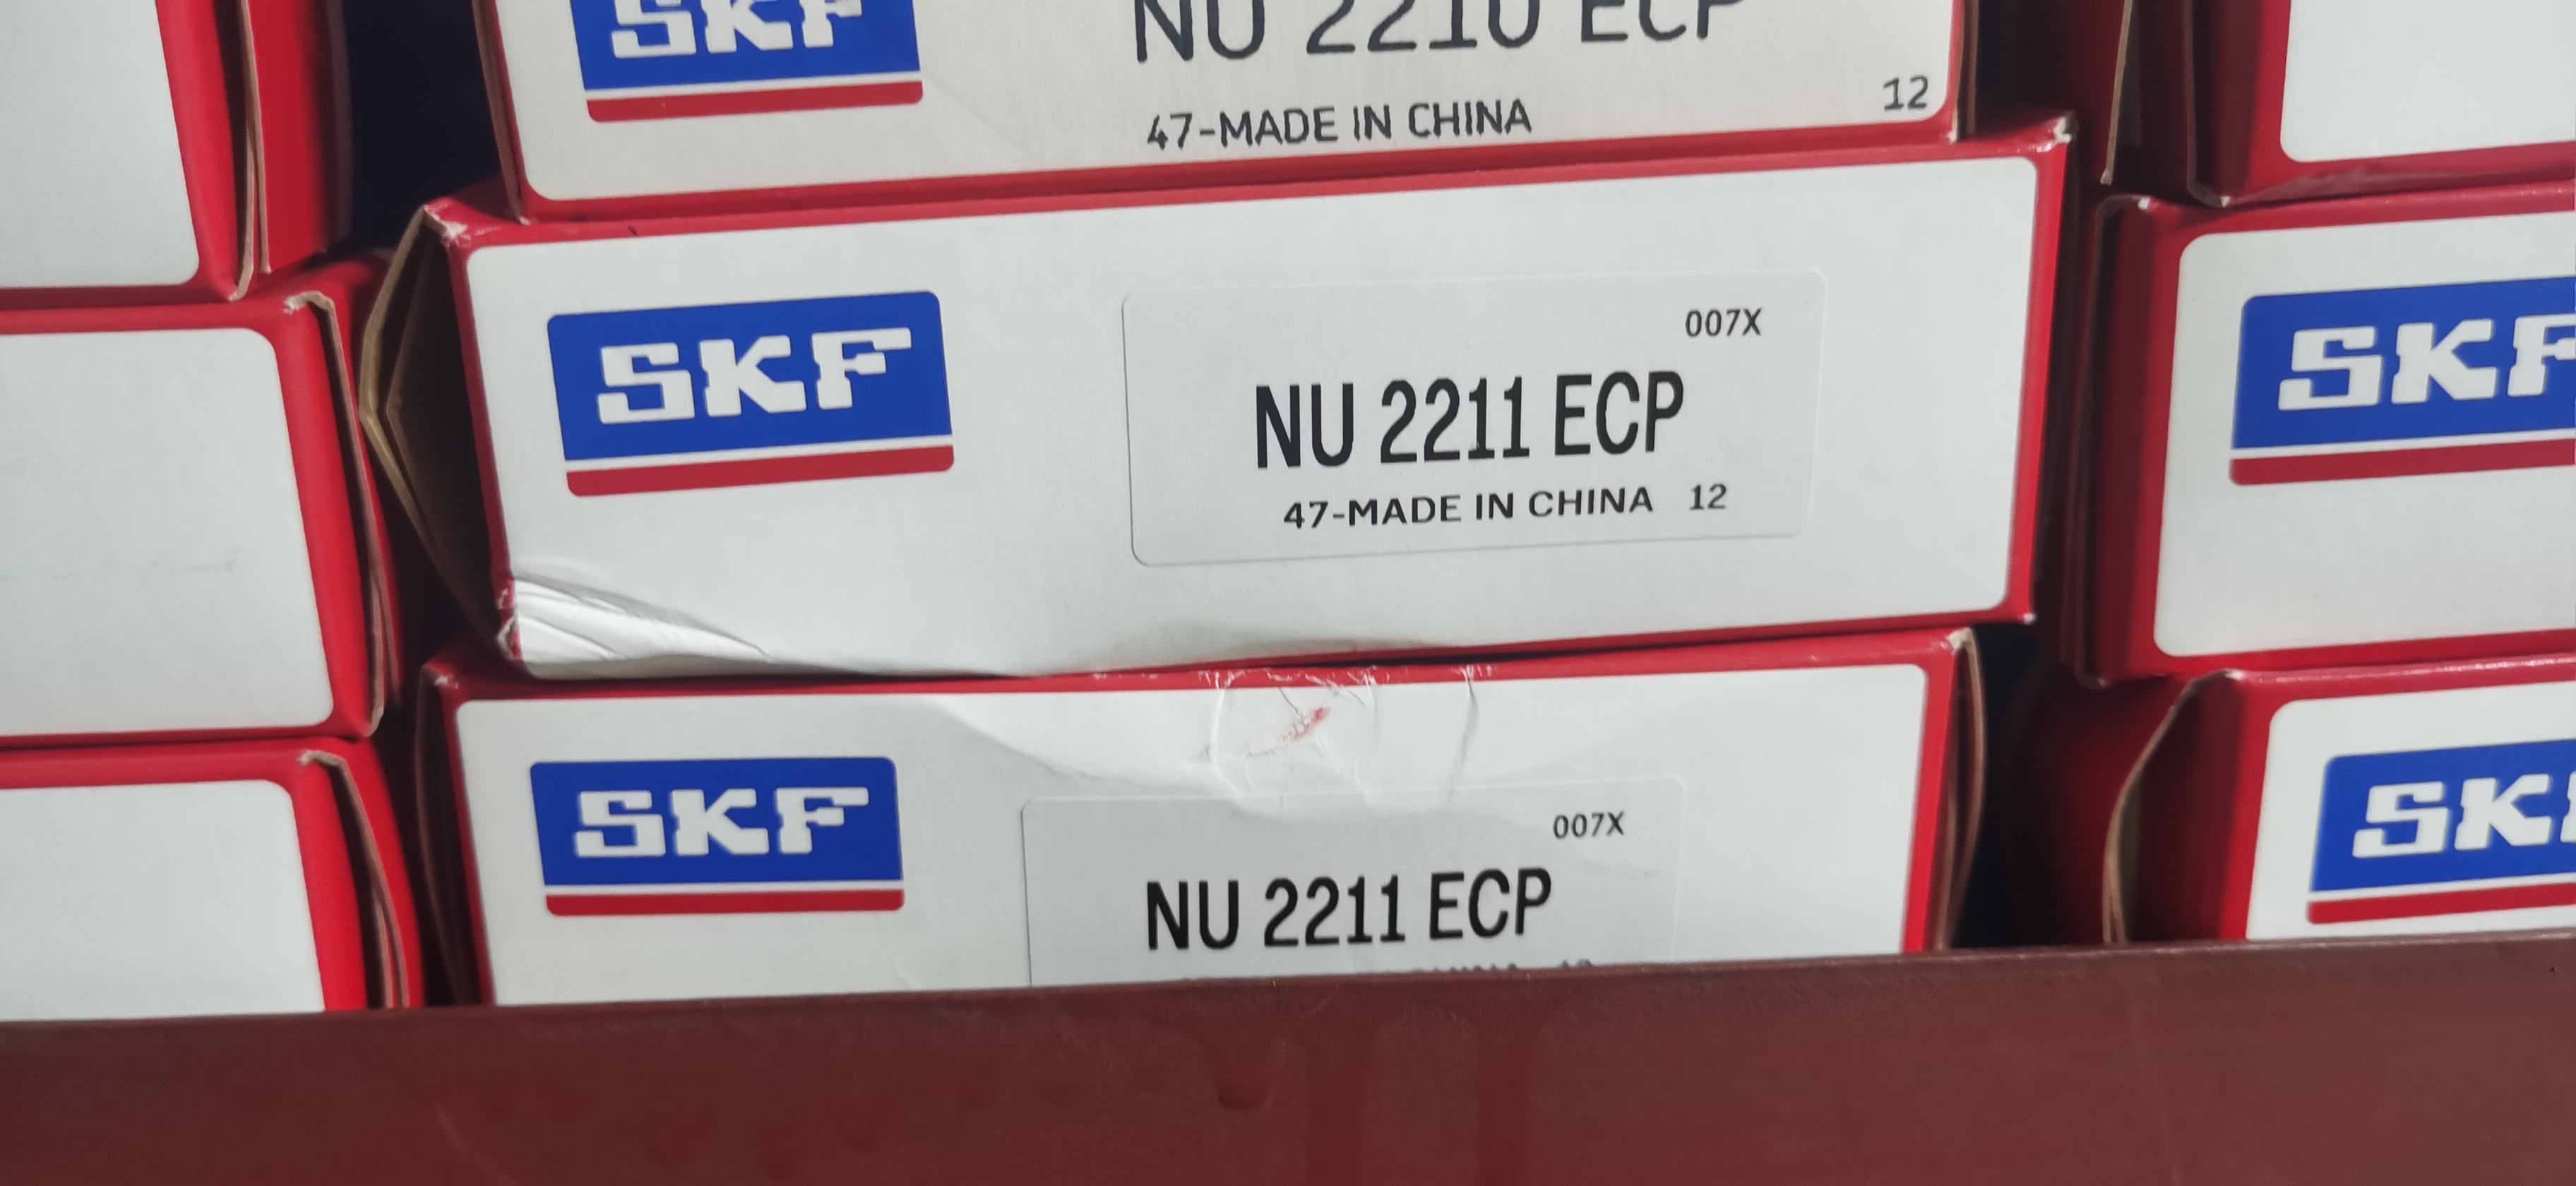 SKF
NU 2210 ECP
47-MADE IN CHINA
12
SKF
007X
NU 2211 ECP
47-MADE IN CHINA 12
SKF
SKF
007X
NU 2211 ECP
SK